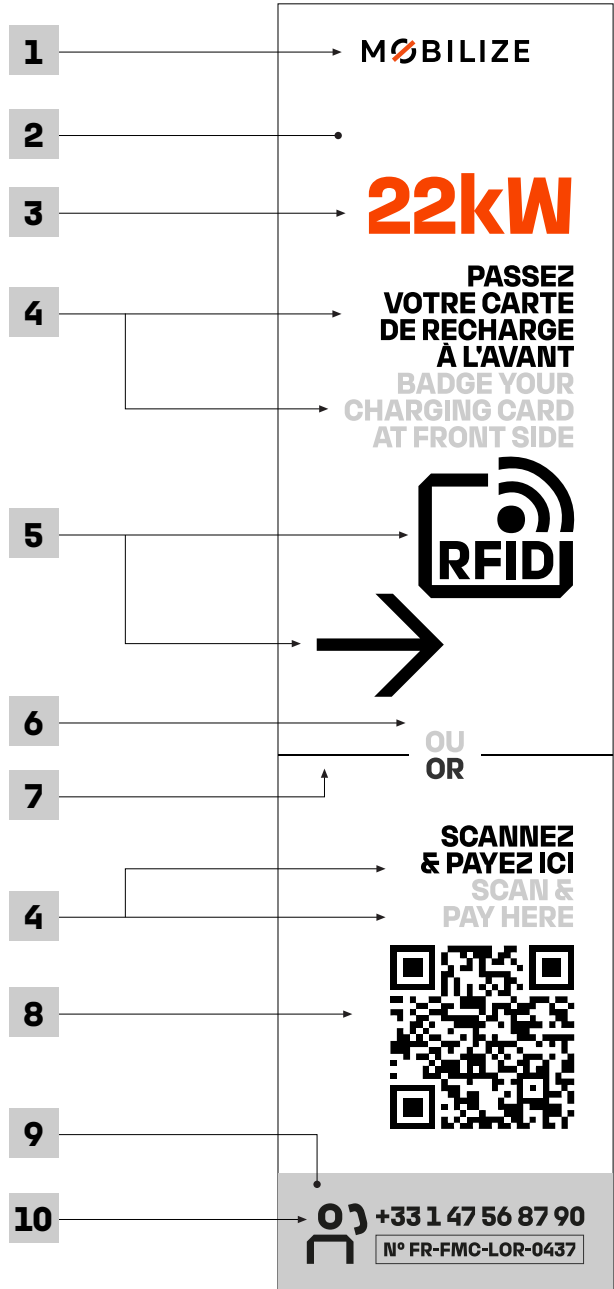 1
MOBILIZE
2
3
22kW
4
PASSEZ
VOTRE CARTE
DE RECHARGE
À L'AVANT
BADGE YOUR
CHARGING CARD
AT FRONT SIDE
5
RFID
6
OU
OR
7
SCANNEZ
& PAYEZ ICI
4
SCAN &
PAY HERE
8
9
10
+33 1 47 56 87 90
N° FR-FMC-LOR-0437